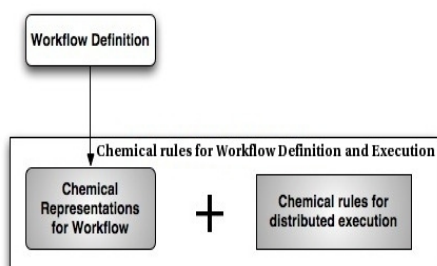 Workflow Definition
Chemical rules for Workflow Definition and Execution
Chemical
Representations
for Workflow
+
Chemical rules for
distributed execution